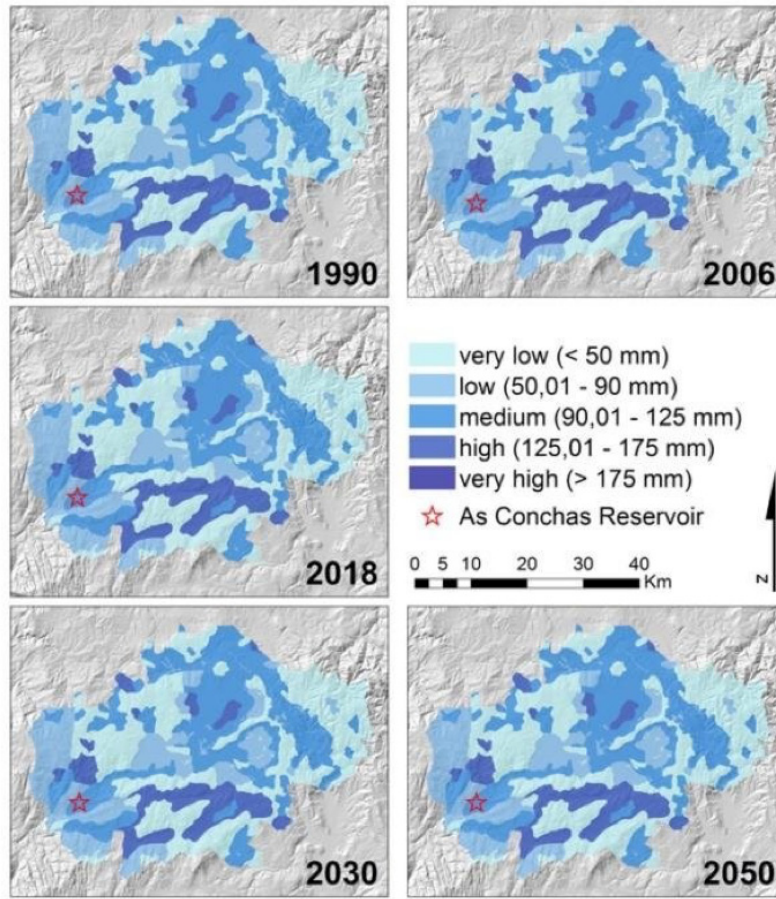 1990
2006
very low (< 50 mm)
low (50,01 - 90 mm)
medium (90,01 - 125 mm)
high (125,01 - 175 mm)
very high (> 175 mm)
As Conchas Reservoir
0 5 10 20 30 40
Km
N
2018
2030
2050